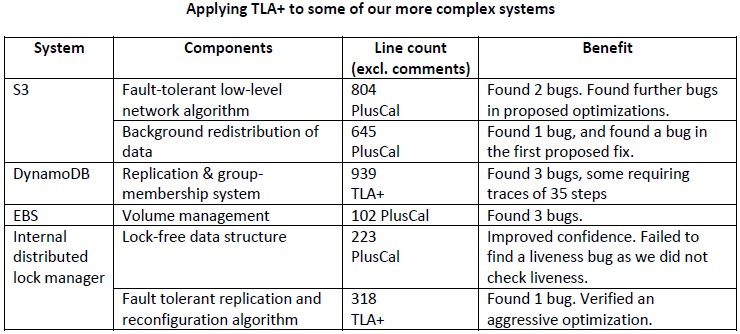 Applying TLA+ to some of our more complex systems
System Components Line count (excl. comments) Benefit
S3 Fault-tolerant low-level network algorithm 804 PlusCal Found 2 bugs. Found further bugs in proposed optimizations.
Background redistribution of data 645 PlusCal Found 1 bug, and found a bug in the first proposed fix.
DynamoDB Replication & group-membership system 939 TLA+ Found 3 bugs, some requiring traces of 35 steps
EBS Volume management 102 PlusCal Found 3 bugs.
Internal distributed lock manager Lock-free data structure 223 PlusCal Improved confidence. Failed to find a liveness bug as we did not check liveness.
Fault tolerant replication and reconfiguration algorithm 318 TLA+ Found 1 bug. Verified an aggressive optimization.